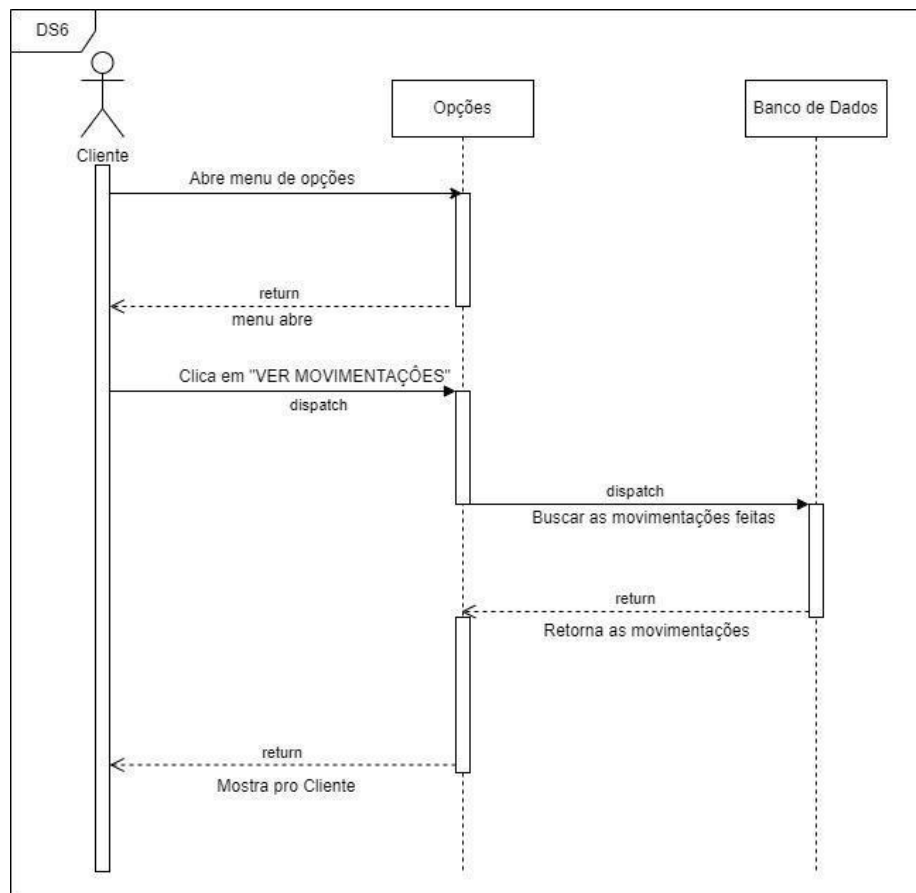 DS6
Cliente
Opções
Banco de Dados
Abre menu de opções
return
menu abre
Clica em "VER MOVIMENTAÇÔES"
dispatch
dispatch
Buscar as movimentações feitas
return
Retorna as movimentações
return
Mostra pro Cliente